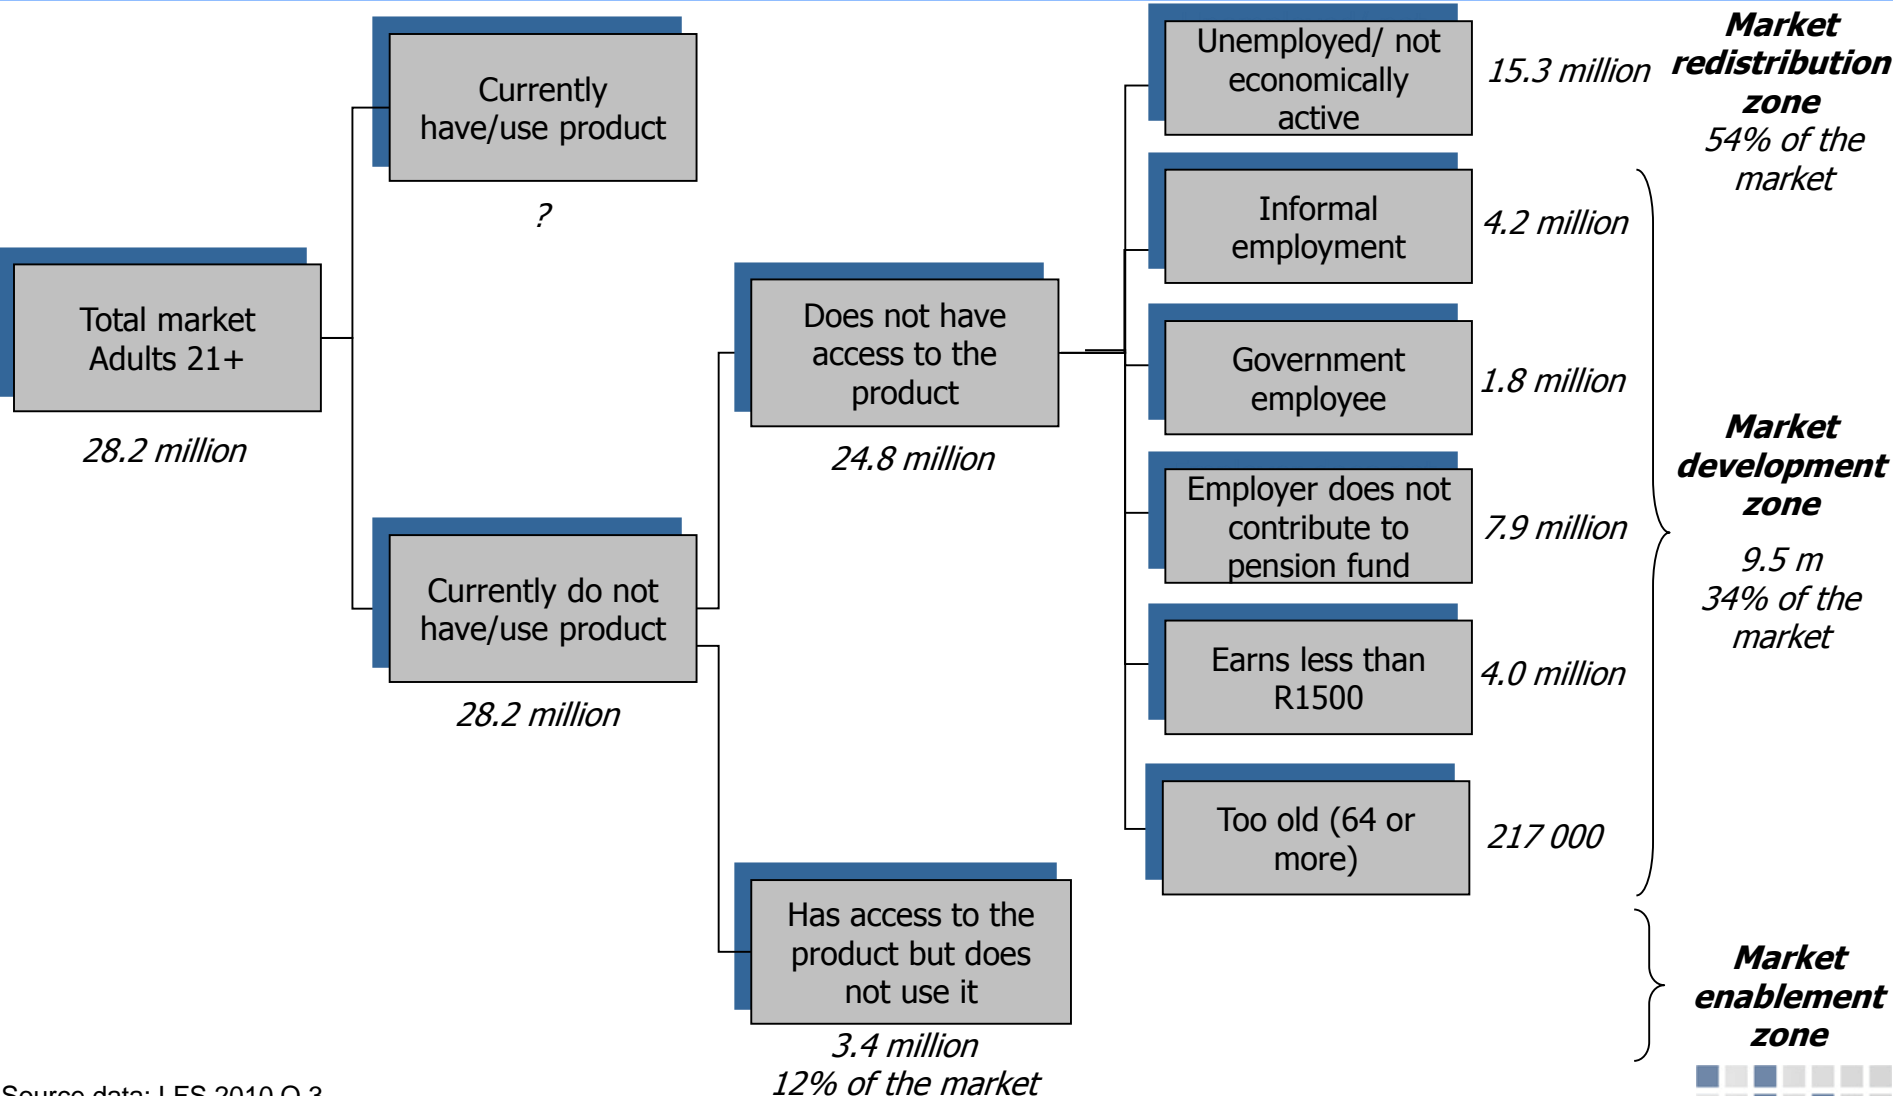 Currently
have/use product
?
Total market
Adults 21+
28.2 million
Currently do not
have/use product
28.2 million
Does not have
access to the
product
24.8 million
Has access to the
product but does
not use it
3.4 million
12% of the market
Unemployed/ not
economically
active
15.3 million
Informal
employment
4.2 million
Government
employee
1.8 million
Employer does not
contribute to
pension fund
7.9 million
Earns less than
R1500
4.0 million
Too old (64 or
more)
217 000
Market
redistribution
zone
54% of the
market
Market
development
zone
9.5 m
34% of the
market
Market
enablement
zone
Source data: LFS 2010 Q 3